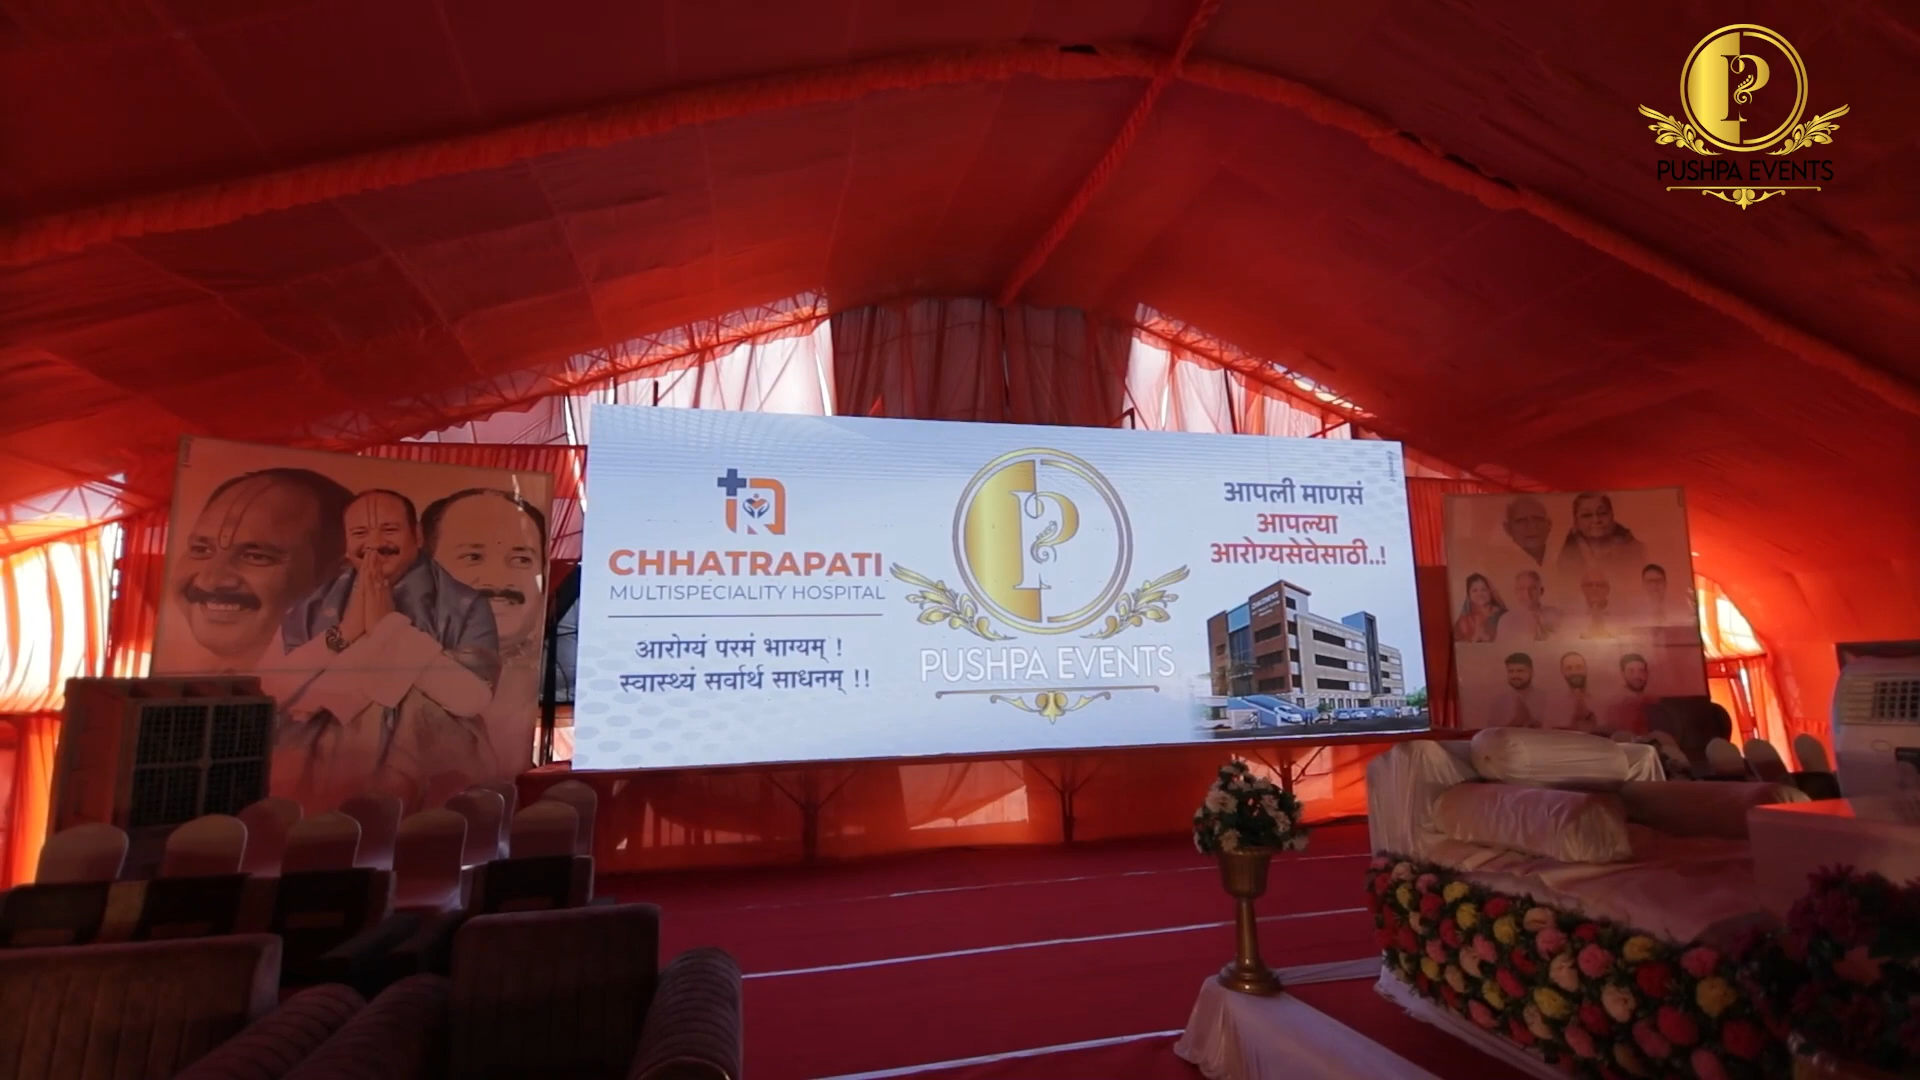 PUSHPA EVENTS
CHHATRAPATI
MULTISPECIALITY HOSPITAL
आरोग्यं परमं भाग्यम् !
स्वास्थ्यं सर्वार्थ साधनम् !!
PUSHPA EVENTS
आपली माणसं
आपल्या
आरोग्यसेवेसाठी..!